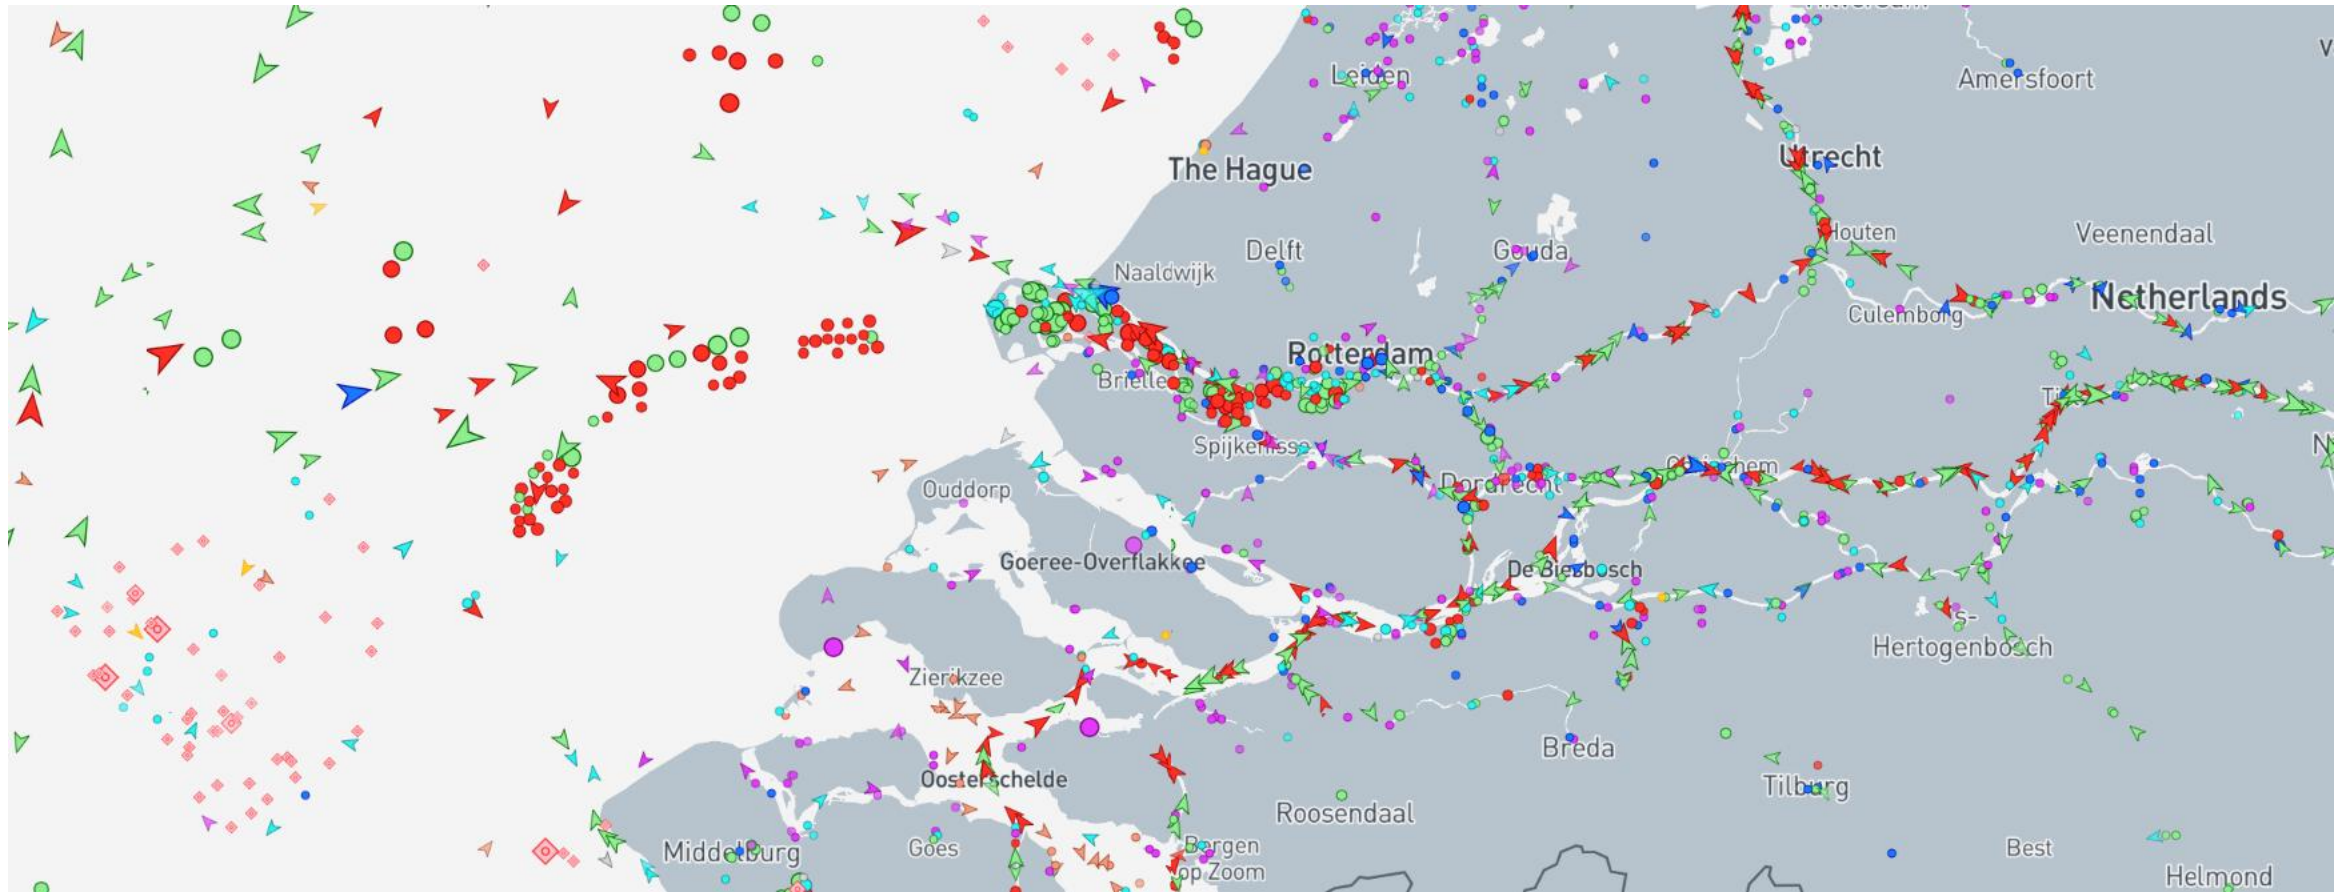 Leiden
Amersfoort
The Hague
Utrecht
Delft
Gouda
Houten
Veenendaal
Naaldwijk
Netherlands
Culemborg
Rotterdam
Brielle
Spijkenisse
Gorinchem
Ouddorp
Dordrecht
Goeree-Overflakkee
De Biesbosch
's-
Hertogenbosch
Zierikzee
Breda
Oosterschelde
Tilburg
Roosendaal
Middelburg
Goes
Bergen
op Zoom
Best
Helmond